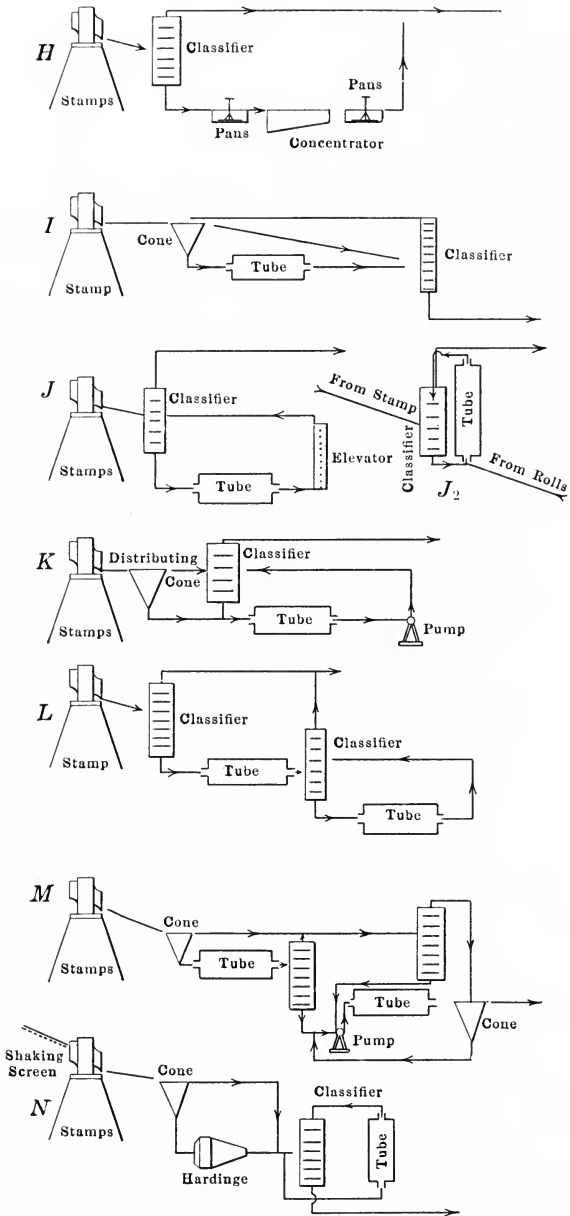 H
Stamps
Classifier
Pans
Concentrator
Pans
I
Stamp
Cone
Tube
Classifier
J
Stamps
Classifier
Tube
Elevator
From Stamp
Classifier
Tube
From Rolls
J2
K
Stamps
Distributing
Cone
Classifier
Tube
Pump
L
Stamp
Classifier
Tube
Classifier
Tube
M
Stamps
Cone
Tube
Pump
Tube
Cone
Shaking
Screen
N
Stamps
Cone
Hardinge
Classifier
Tube